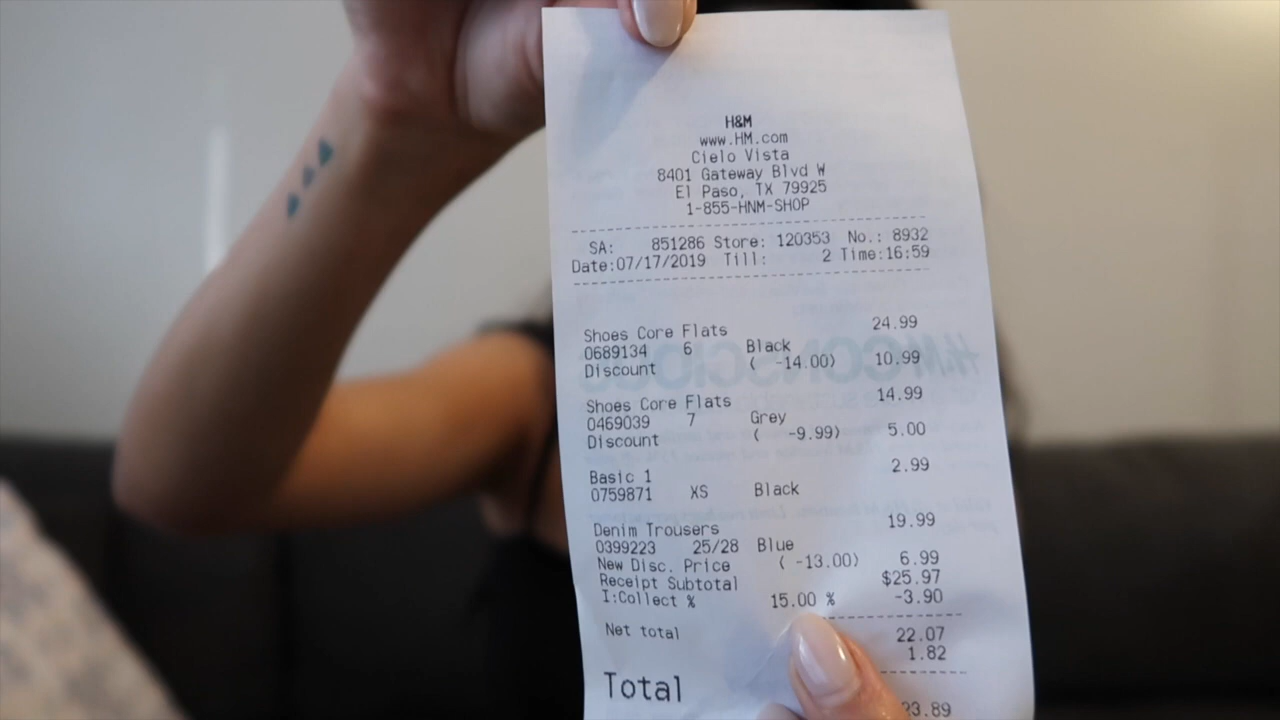 H&M
www.HM.com
Cielo Vista
8401 Gateway Blvd W
El Paso, TX 79925
1-855-HNM-SHOP
SA: 851286 Store: 120353 No.: 8932
Date:07/17/2019 Till: 2 Time:16:59
Shoes Core Flats 24.99
0689134 6 Black
Discount ( -14.00) 10.99
Shoes Core Flats 14.99
0469039 7 Grey
Discount ( -9.99) 5.00
Basic 1 2.99
0759871 XS Black
Denim Trousers 19.99
0399223 25/28 Blue
New Disc. Price ( -13.00) 6.99
Receipt Subtotal $25.97
I:Collect % 15.00 % -3.90
Net total 22.07
1.82
Total 23.89
H&M CONSCIOUS